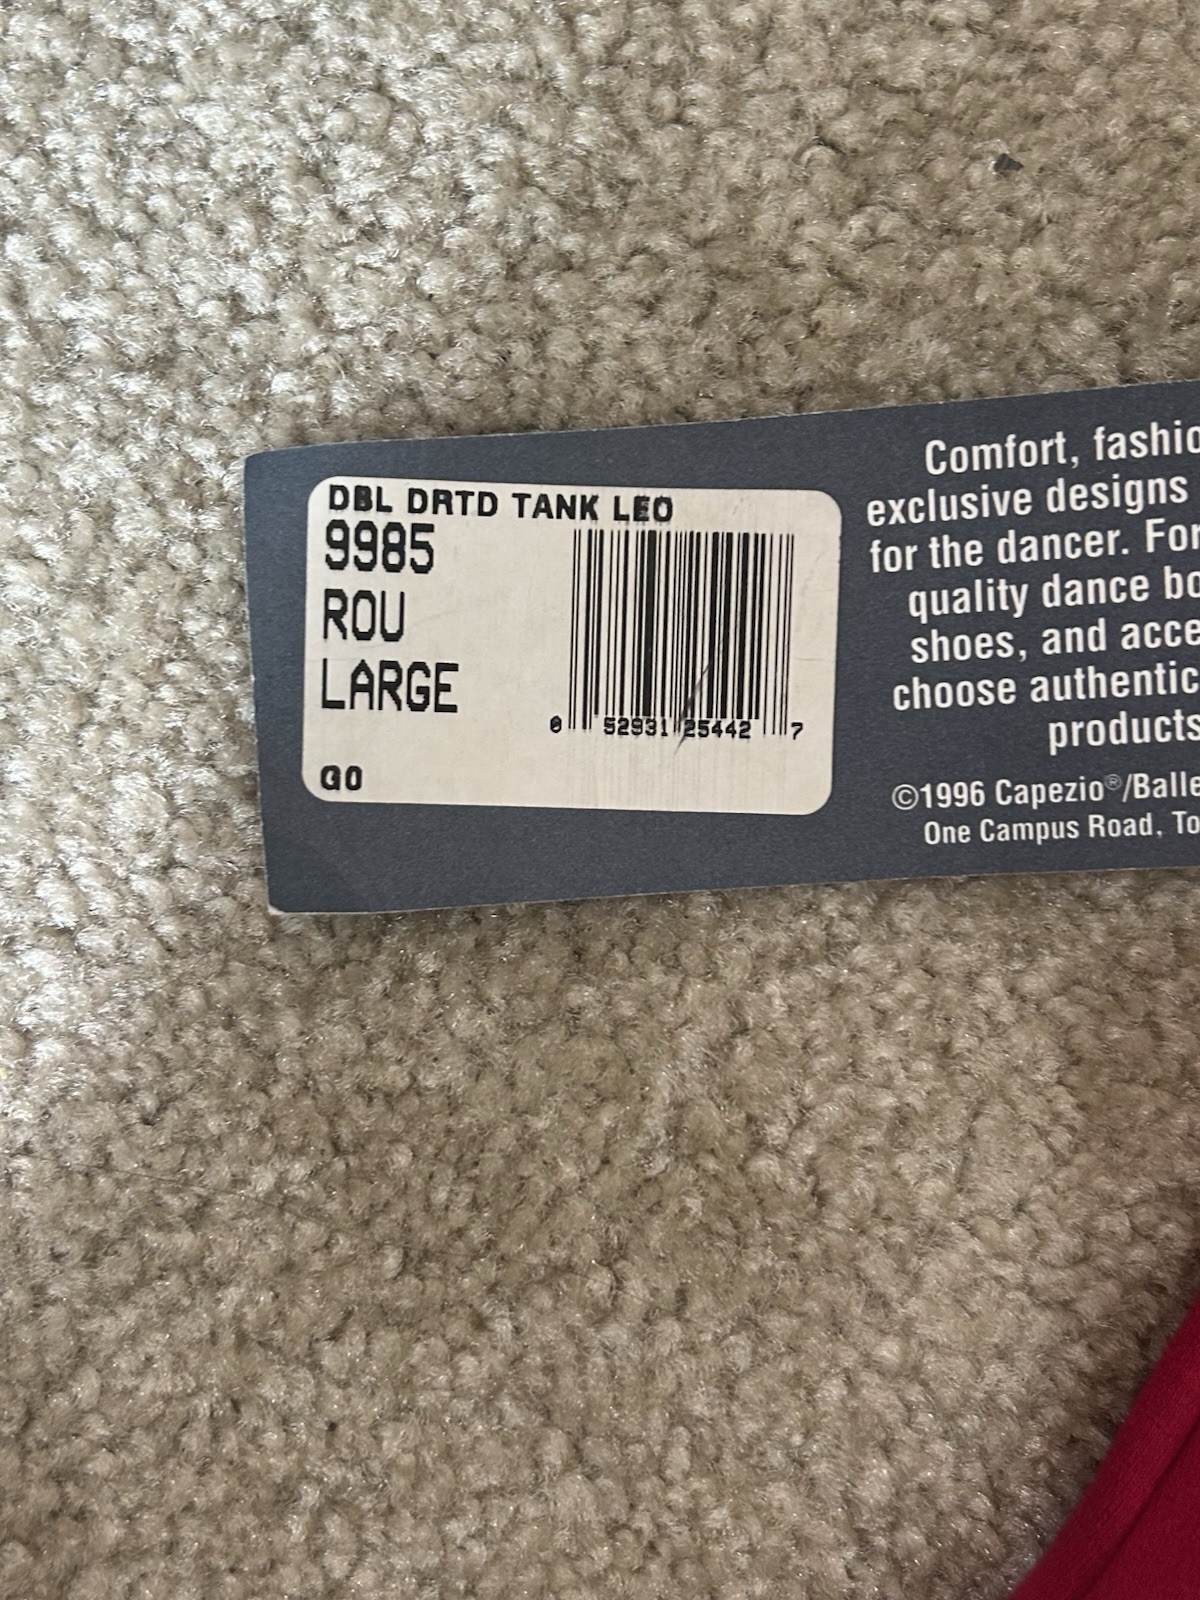 DBL DRTD TANK LEO
9985
ROU
LARGE
0 52931 25442 7
GO
Comfort, fashio
exclusive designs
for the dancer. For
quality dance bo
shoes, and acce
choose authentic
products
©1996 Capezio®/Balle
One Campus Road, To